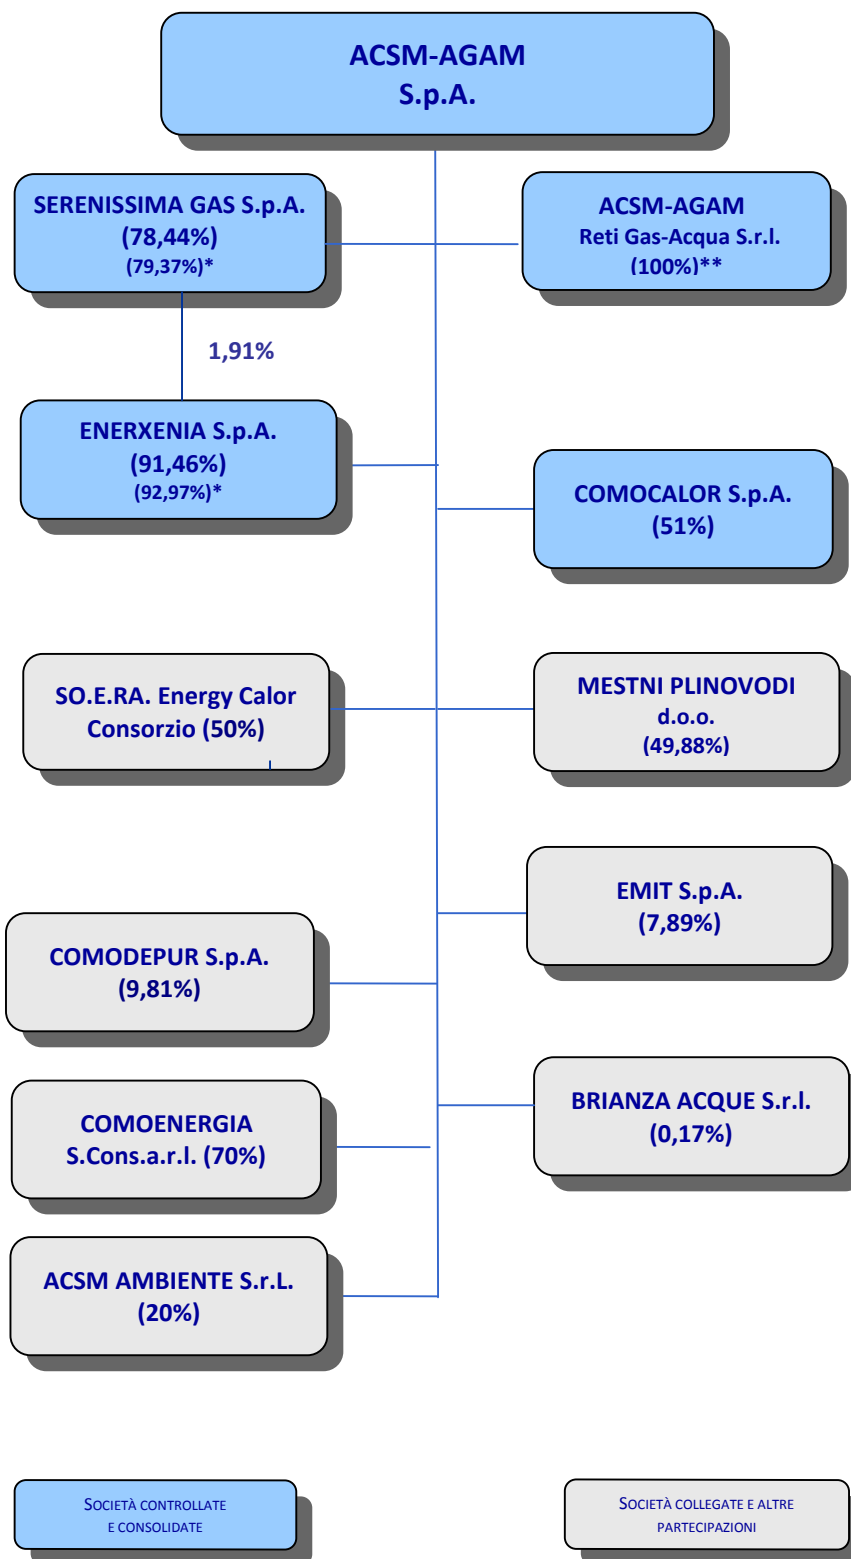 ACSM-AGAM
S.p.A.
SERENISSIMA GAS S.p.A.
(78,44%)
(79,37%)*
ACSM-AGAM
Reti Gas-Acqua S.r.l.
(100%)**
1,91%
ENERXENIA S.p.A.
(91,46%)
(92,97%)*
COMOCALOR S.p.A.
(51%)
SO.E.RA. Energy Calor
Consorzio (50%)
MESTNI PLINOVODI
d.o.o.
(49,88%)
EMIT S.p.A.
(7,89%)
COMODEPUR S.p.A.
(9,81%)
BRIANZA ACQUE S.r.l.
(0,17%)
COMOENERGIA
S.Cons.a.r.l. (70%)
ACSM AMBIENTE S.r.L.
(20%)
SOCIETÀ CONTROLLATE
E CONSOLIDATE
SOCIETÀ COLLEGATE E ALTRE
PARTECIPAZIONI